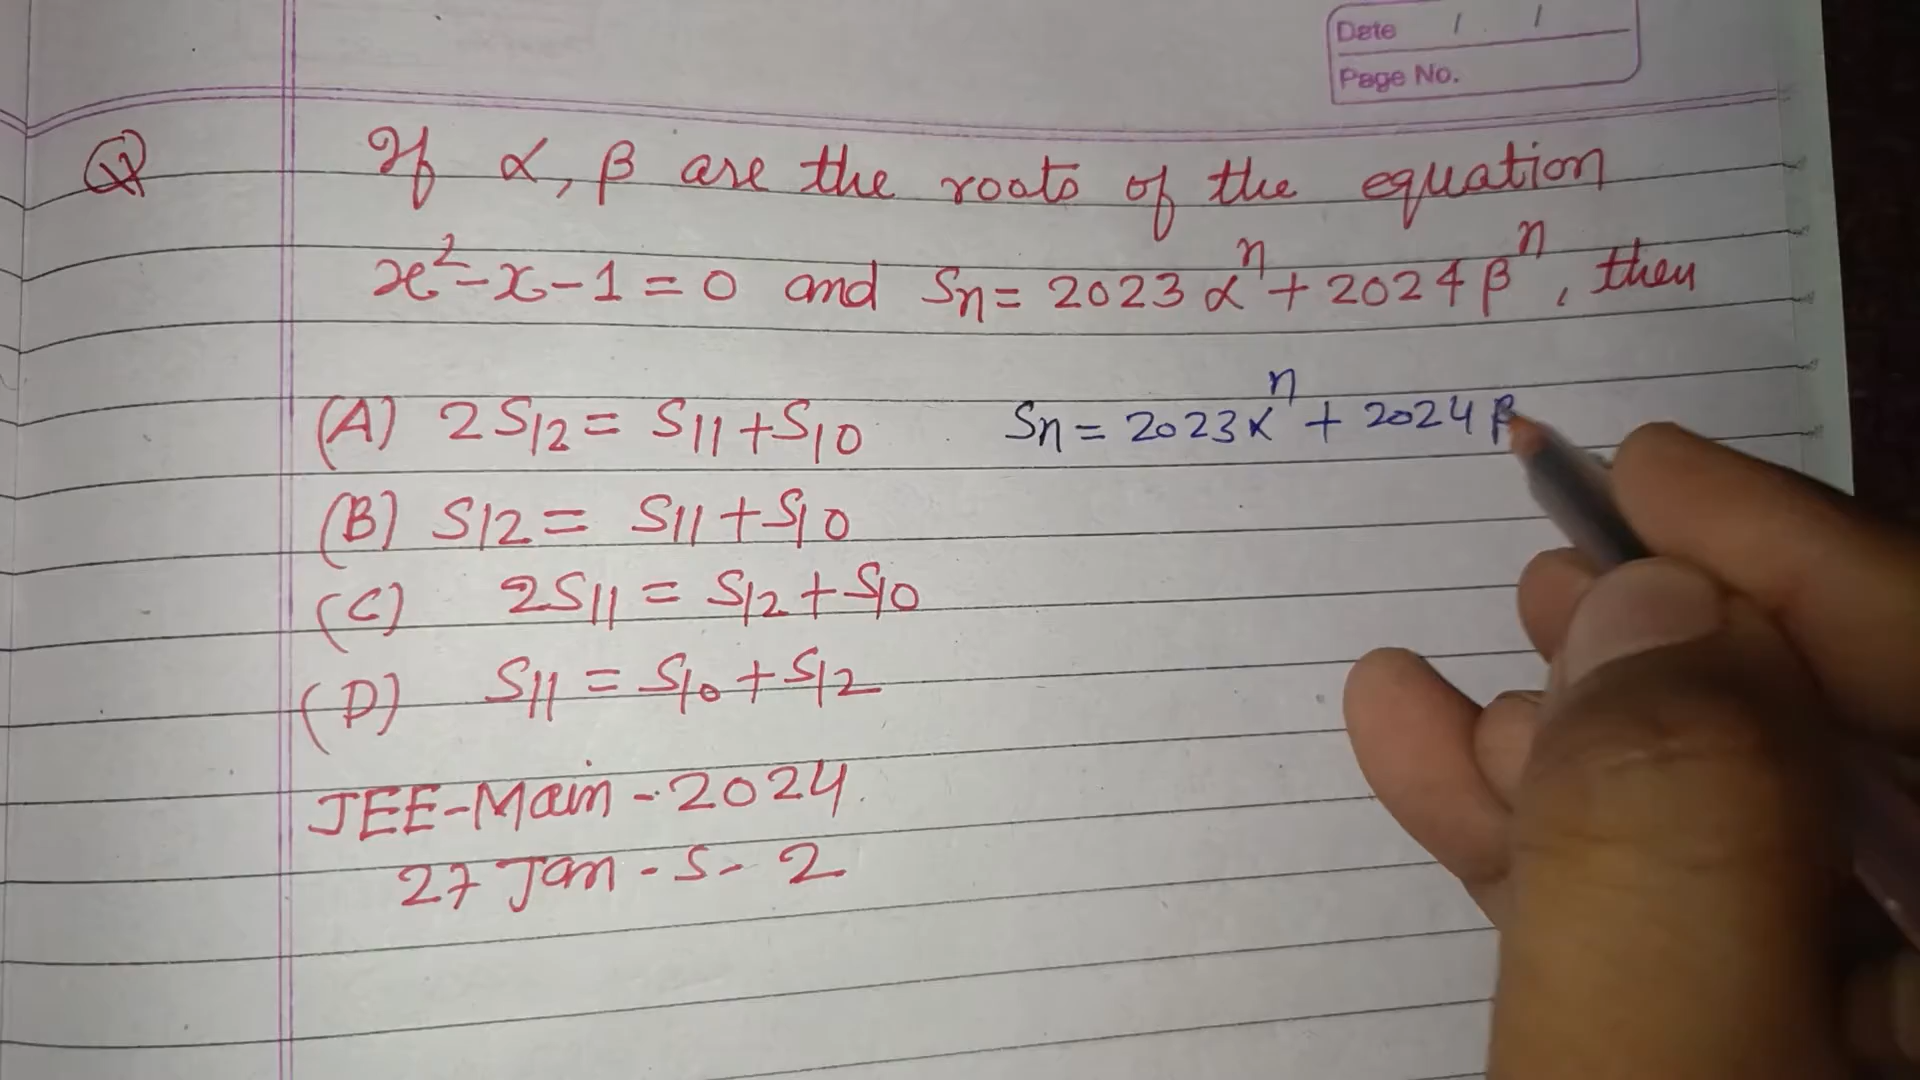 Date / /
Page No.
Q If α, β are the roots of the equation
x²-x-1=0 and Sn= 2023 αⁿ+2024 βⁿ, then
(A) 2S12= S11+S10 Sn= 2023αⁿ + 2024 β
(B) S12= S11+S10
(C) 2S11= S12+S10
(D) S11= S10+S12
JEE-Main-2024
27 Jan-S-2